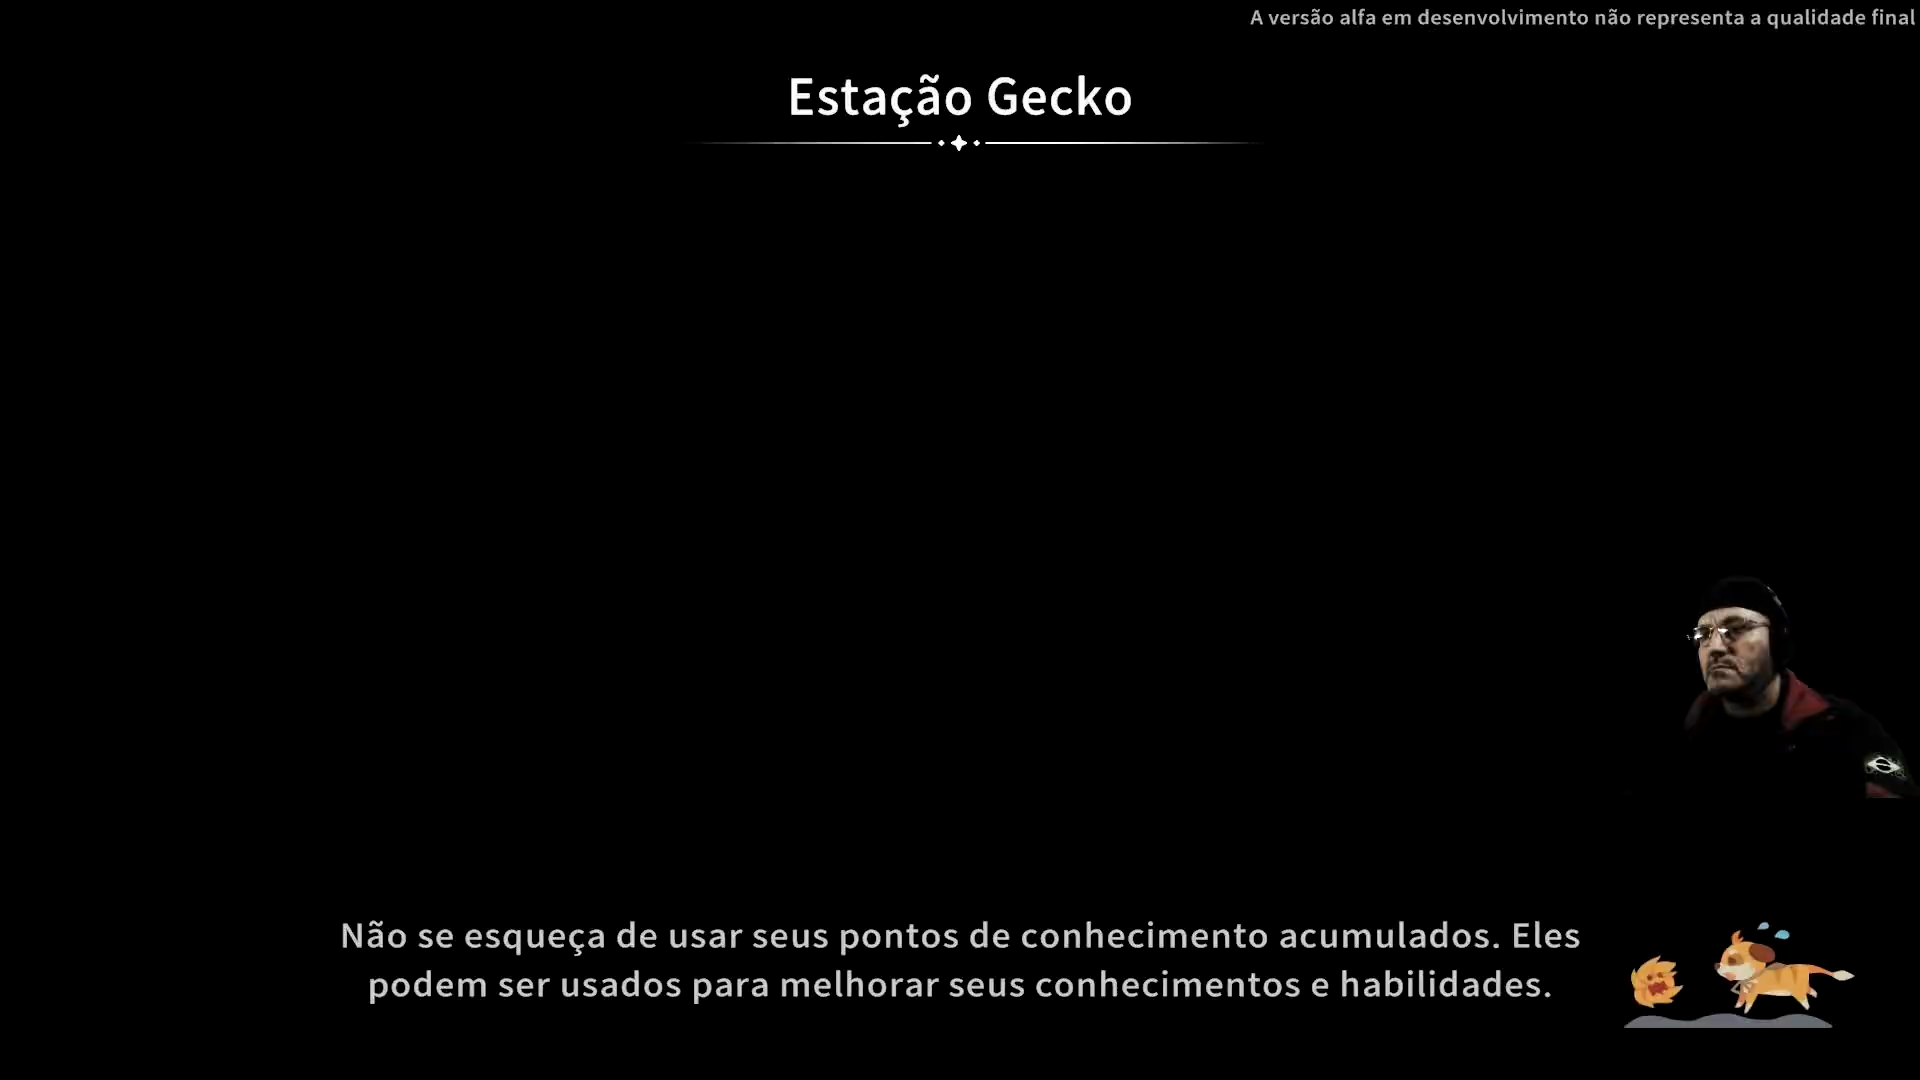 A versão alfa em desenvolvimento não representa a qualidade final
Estação Gecko
Não se esqueça de usar seus pontos de conhecimento acumulados. Eles
podem ser usados para melhorar seus conhecimentos e habilidades.